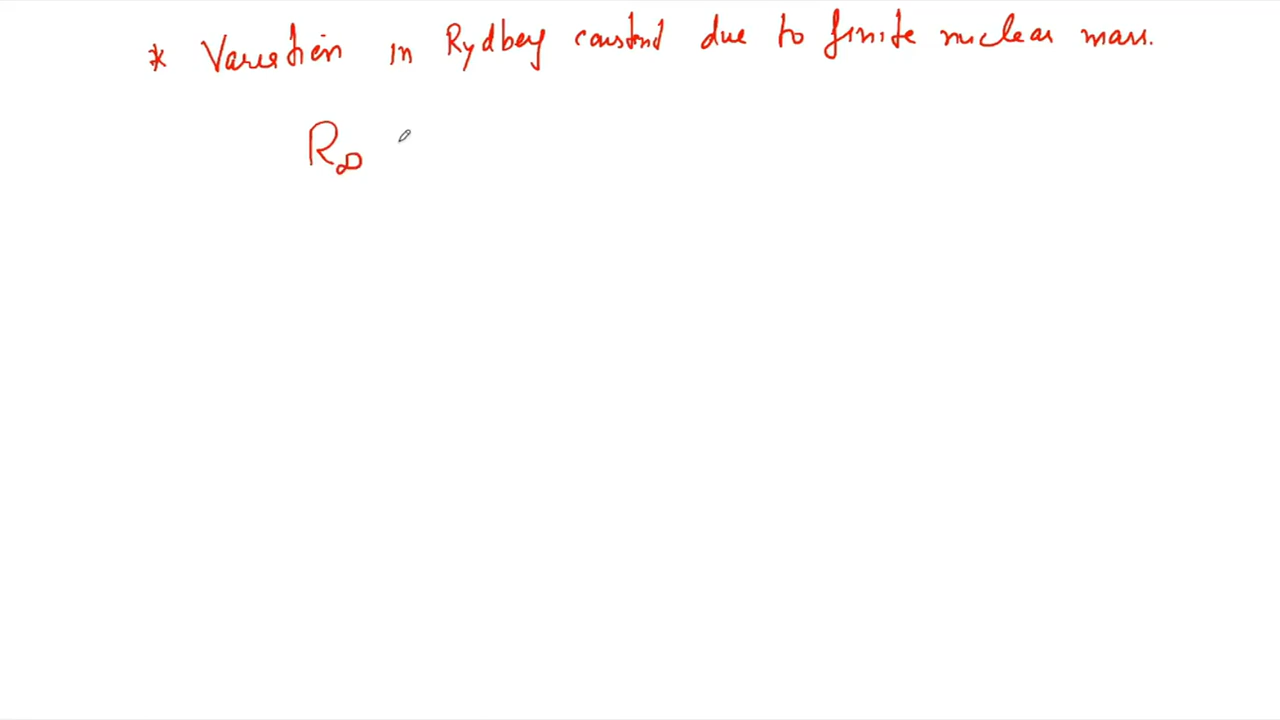 * Variation in Rydberg constant due to finite nuclear mass.
R∞